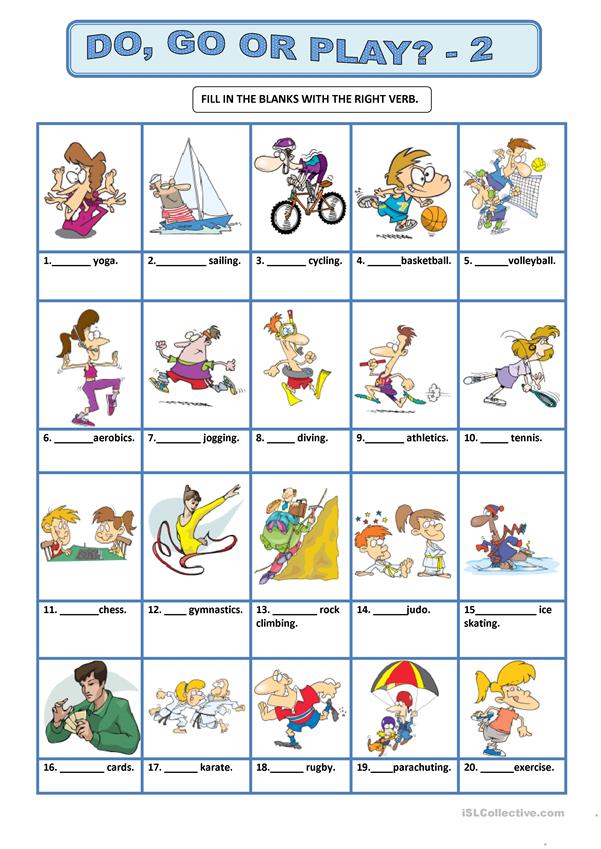 DO, GO OR PLAY? - 2
FILL IN THE BLANKS WITH THE RIGHT VERB.
1._______ yoga.
2._________ sailing.
3. _______ cycling.
4. ______basketball.
5. ______volleyball.
6. _______aerobics.
7.________ jogging.
8. _____ diving.
9._______ athletics.
10. _____ tennis.
11. _______chess.
12. ____ gymnastics.
13. ________ rock
climbing.
14. ______judo.
15___________ ice
skating.
16. ________ cards.
17. _____ karate.
18._____ rugby.
19.____parachuting.
20. ______exercise.
iSLCollective.com